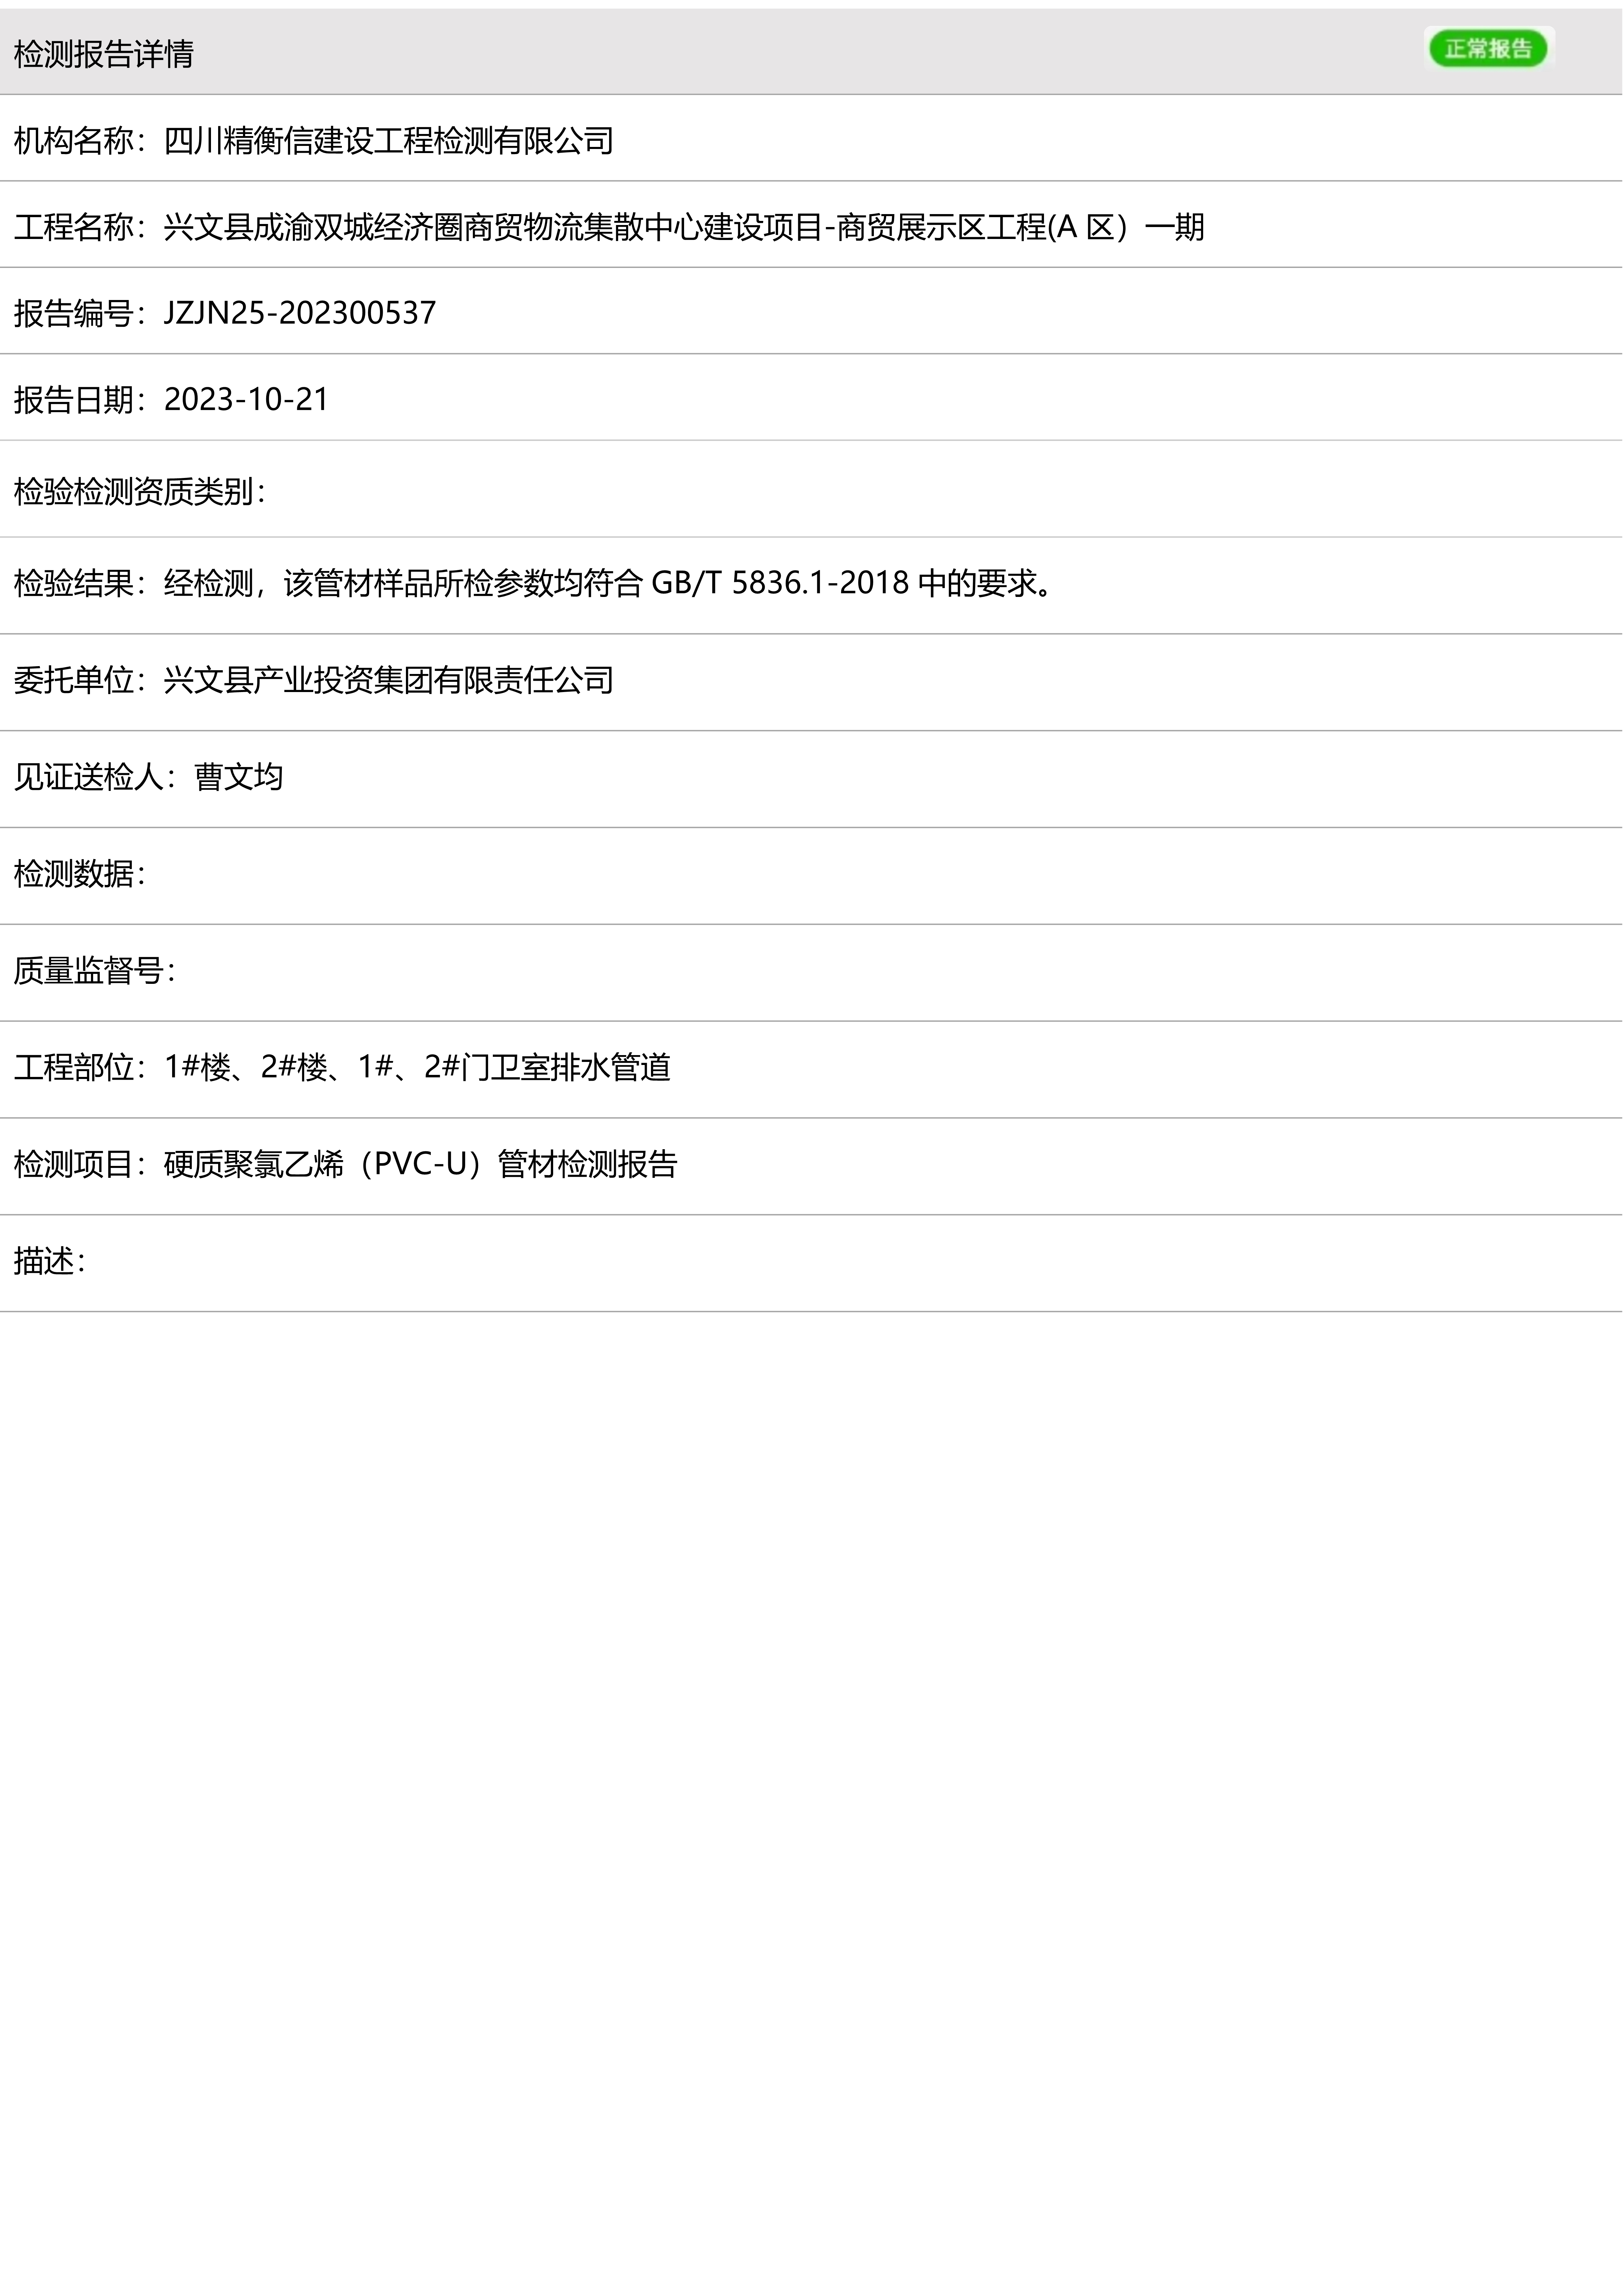 检测报告详情 正常报告
机构名称：四川精衡信建设工程检测有限公司
工程名称：兴文县成渝双城经济圈商贸物流集散中心建设项目-商贸展示区工程(A 区）一期
报告编号：JZJN25-202300537
报告日期：2023-10-21
检验检测资质类别：
检验结果：经检测，该管材样品所检参数均符合 GB/T 5836.1-2018 中的要求。
委托单位：兴文县产业投资集团有限责任公司
见证送检人：曹文均
检测数据：
质量监督号：
工程部位：1#楼、2#楼、1#、2#门卫室排水管道
检测项目：硬质聚氯乙烯（PVC-U）管材检测报告
描述：